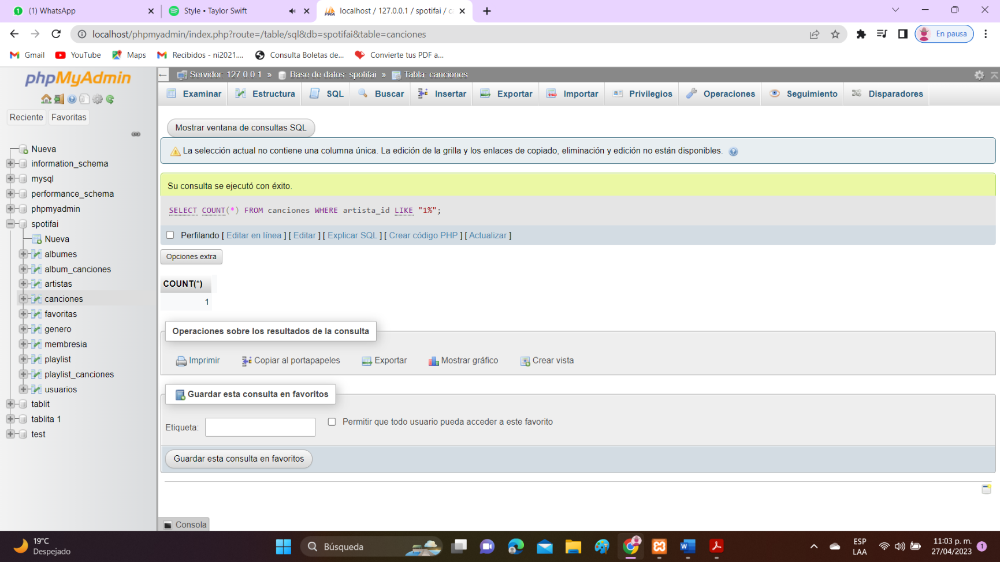 (1) WhatsApp
Style • Taylor Swift
localhost / 127.0.0.1 / spotifai / ca
localhost/phpmyadmin/index.php?route=/table/sql&db=spotifai&table=canciones
En pausa
Gmail
YouTube
Maps
Recibidos - ni2021....
Consulta Boletas de...
Convierte tus PDF a...
phpMyAdmin
Reciente
Favoritas
Nueva
information_schema
mysql
performance_schema
phpmyadmin
spotifai
Nueva
albumes
album_canciones
artistas
canciones
favoritas
genero
membresia
playlist
playlist_canciones
usuarios
tablit
tablita 1
test
Servidor: 127.0.0.1 » Base de datos: spotifai » Tabla: canciones
Examinar
Estructura
SQL
Buscar
Insertar
Exportar
Importar
Privilegios
Operaciones
Seguimiento
Disparadores
Mostrar ventana de consultas SQL
La selección actual no contiene una columna única. La edición de la grilla y los enlaces de copiado, eliminación y edición no están disponibles.
Su consulta se ejecutó con éxito.
SELECT COUNT(*) FROM canciones WHERE artista_id LIKE "1%";
Perfilando [ Editar en línea ] [ Editar ] [ Explicar SQL ] [ Crear código PHP ] [ Actualizar ]
Opciones extra
COUNT(*)
1
Operaciones sobre los resultados de la consulta
Imprimir
Copiar al portapapeles
Exportar
Mostrar gráfico
Crear vista
Guardar esta consulta en favoritos
Etiqueta:
Permitir que todo usuario pueda acceder a este favorito
Guardar esta consulta en favoritos
Consola
19°C
Despejado
Búsqueda
ESP
LAA
11:03 p. m.
27/04/2023
1